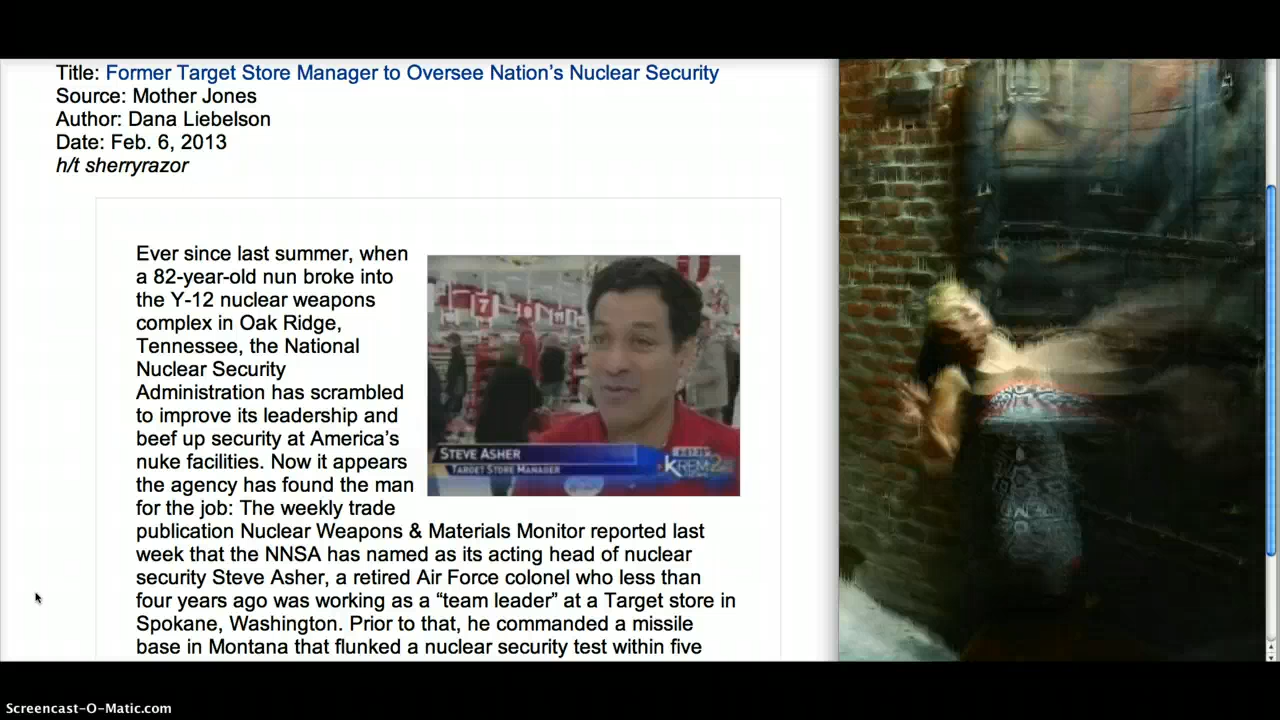 Title: Former Target Store Manager to Oversee Nation’s Nuclear Security
Source: Mother Jones
Author: Dana Liebelson
Date: Feb. 6, 2013
h/t sherryrazor
Ever since last summer, when
a 82-year-old nun broke into
the Y-12 nuclear weapons
complex in Oak Ridge,
Tennessee, the National
Nuclear Security
Administration has scrambled
to improve its leadership and
beef up security at America’s
nuke facilities. Now it appears
the agency has found the man
for the job: The weekly trade
publication Nuclear Weapons & Materials Monitor reported last
week that the NNSA has named as its acting head of nuclear
security Steve Asher, a retired Air Force colonel who less than
four years ago was working as a “team leader” at a Target store in
Spokane, Washington. Prior to that, he commanded a missile
base in Montana that flunked a nuclear security test within five
7
STEVE ASHER
TARGET STORE MANAGER
KREM 2
Screencast-O-Matic.com